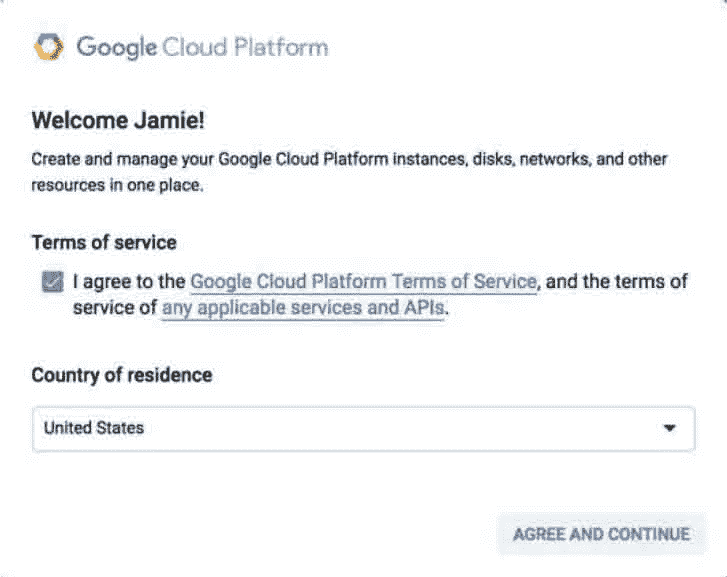 Google Cloud Platform
Welcome Jamie!
Create and manage your Google Cloud Platform instances, disks, networks, and other
resources in one place.
Terms of service
I agree to the Google Cloud Platform Terms of Service, and the terms of
service of any applicable services and APIs.
Country of residence
United States
AGREE AND CONTINUE